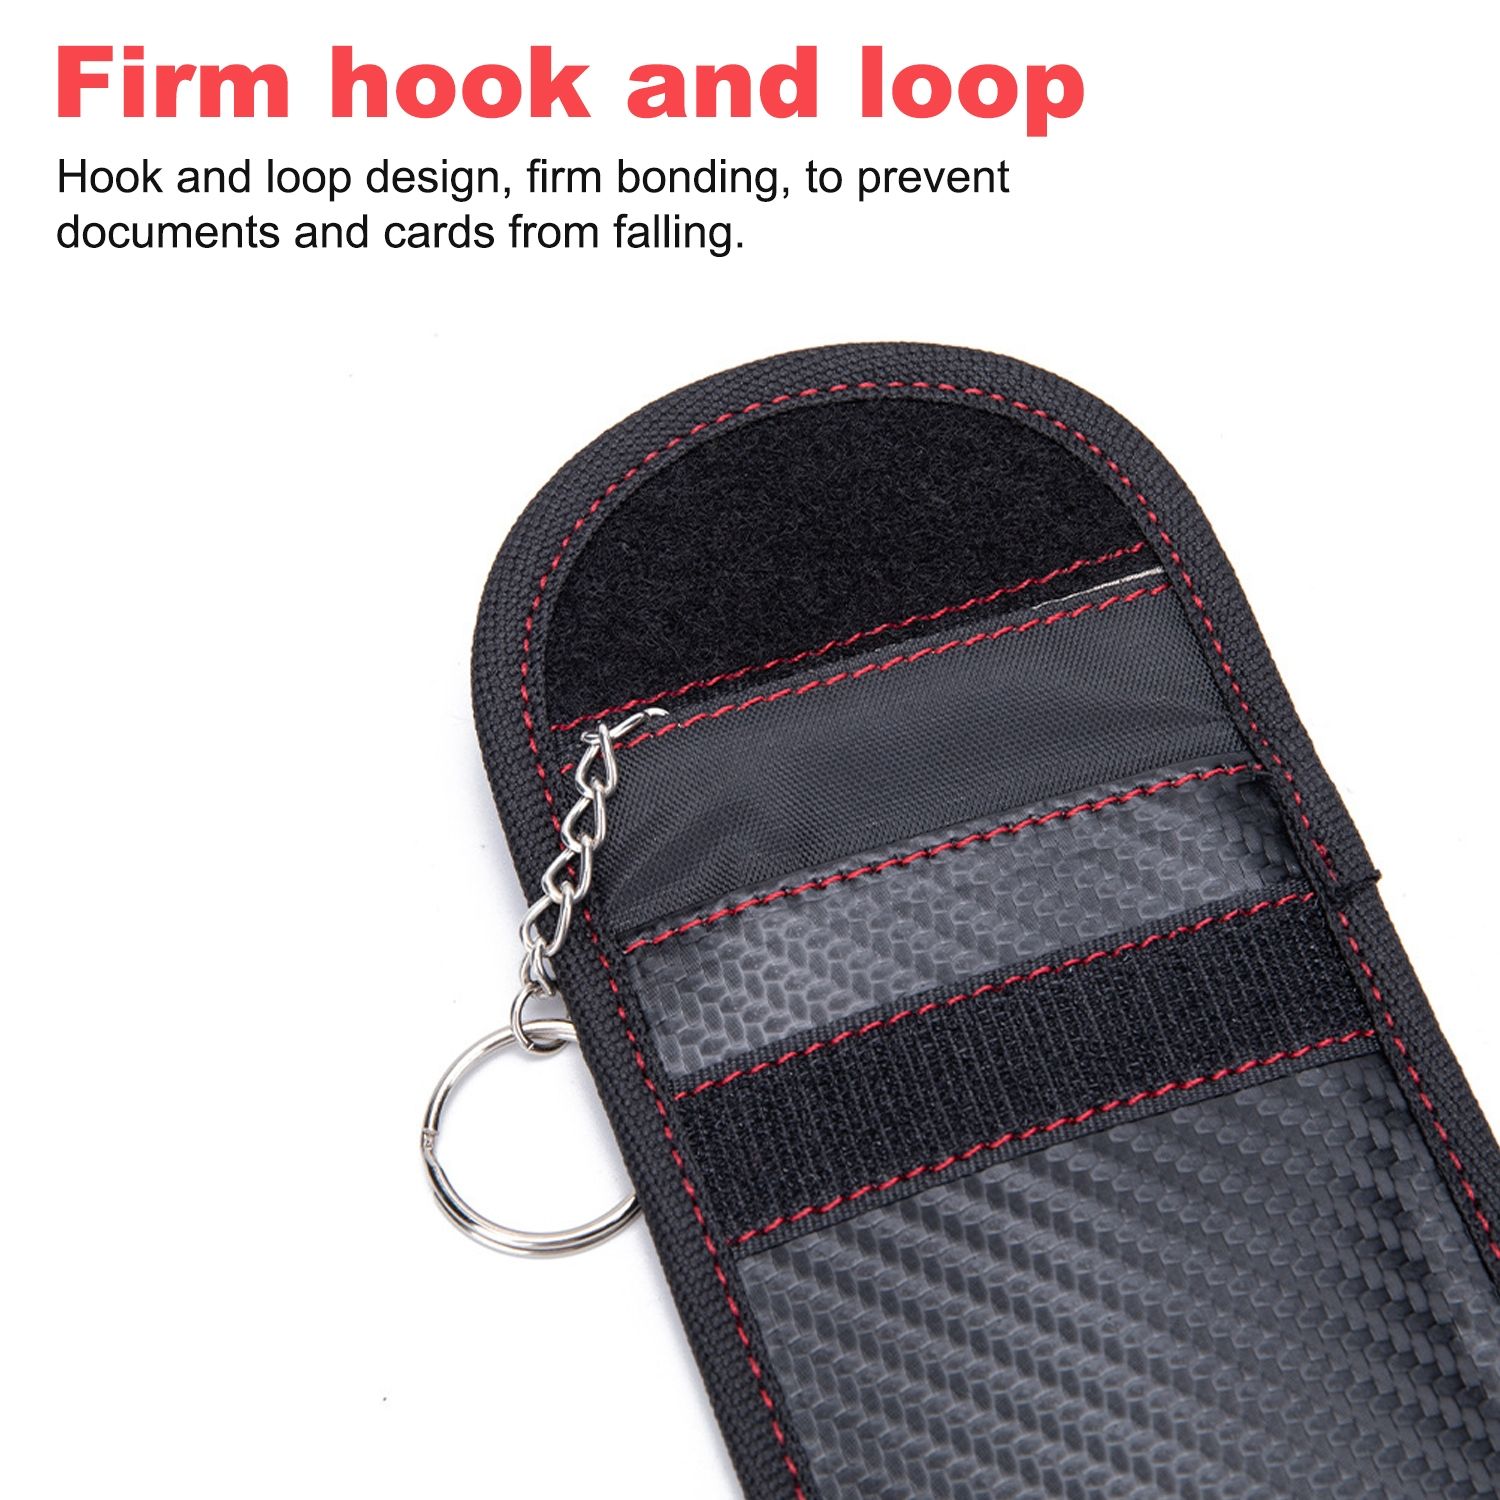 Firm hook and loop
Hook and loop design, firm bonding, to prevent
documents and cards from falling.